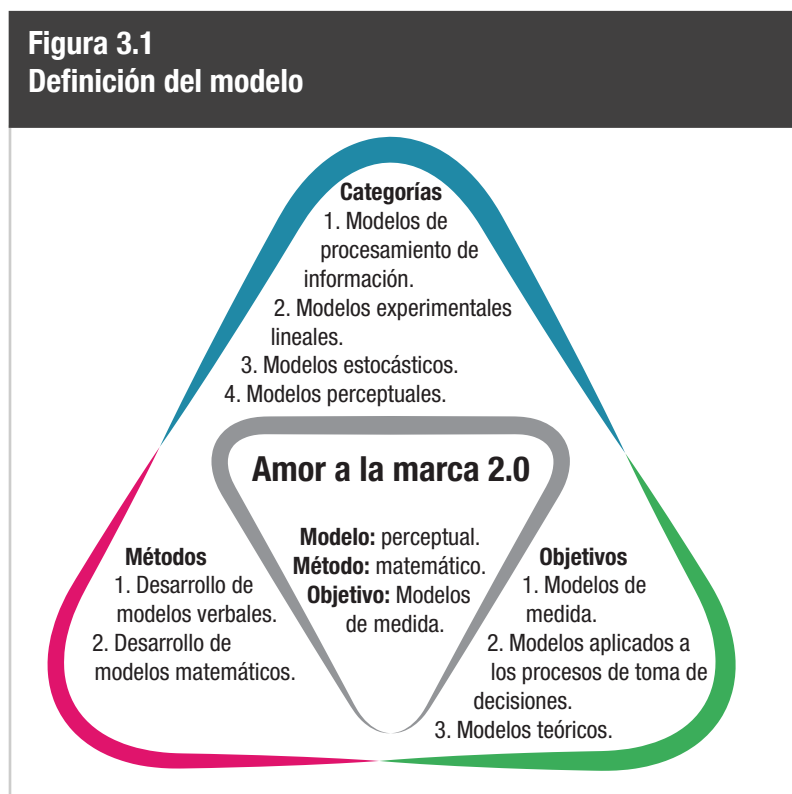 Figura 3.1
Definición del modelo
Categorías
1. Modelos de
procesamiento de
información.
2. Modelos experimentales
lineales.
3. Modelos estocásticos.
4. Modelos perceptuales.
Amor a la marca 2.0
Modelo: perceptual.
Método: matemático.
Objetivo: Modelos
de medida.
Métodos
1. Desarrollo de
modelos verbales.
2. Desarrollo de
modelos matemáticos.
Objetivos
1. Modelos de
medida.
2. Modelos aplicados a
los procesos de toma de
decisiones.
3. Modelos teóricos.